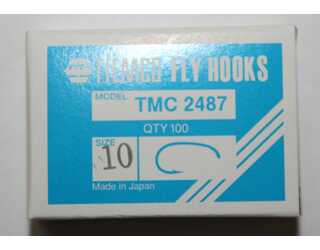 TIEMCO FLY HOOKS
MODEL TMC 2487
QTY 100
SIZE
10
Made in Japan